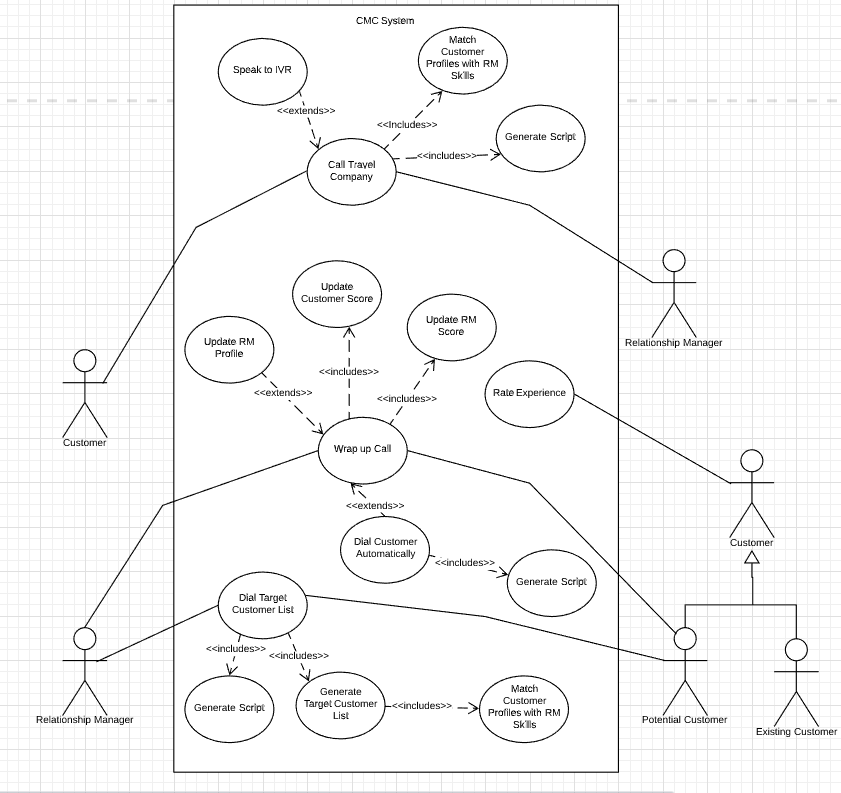 CMC System
Speak to IVR
Match
Customer
Profiles with RM
Skills
<<extends>>
<<Includes>>
Generate Script
<<includes>>
Call Travel
Company
Relationship Manager
Update
Customer Score
Update RM
Score
Update RM
Profile
<<includes>>
<<extends>>
<<includes>>
Rate Experience
Customer
Wrap up Call
<<extends>>
Customer
Dial Customer
Automatically
<<includes>>
Generate Script
Dial Target
Customer List
<<includes>>
<<includes>>
Generate Script
Generate
Target Customer
List
<<includes>>
Match
Customer
Profiles with RM
Skills
Relationship Manager
Potential Customer
Existing Customer